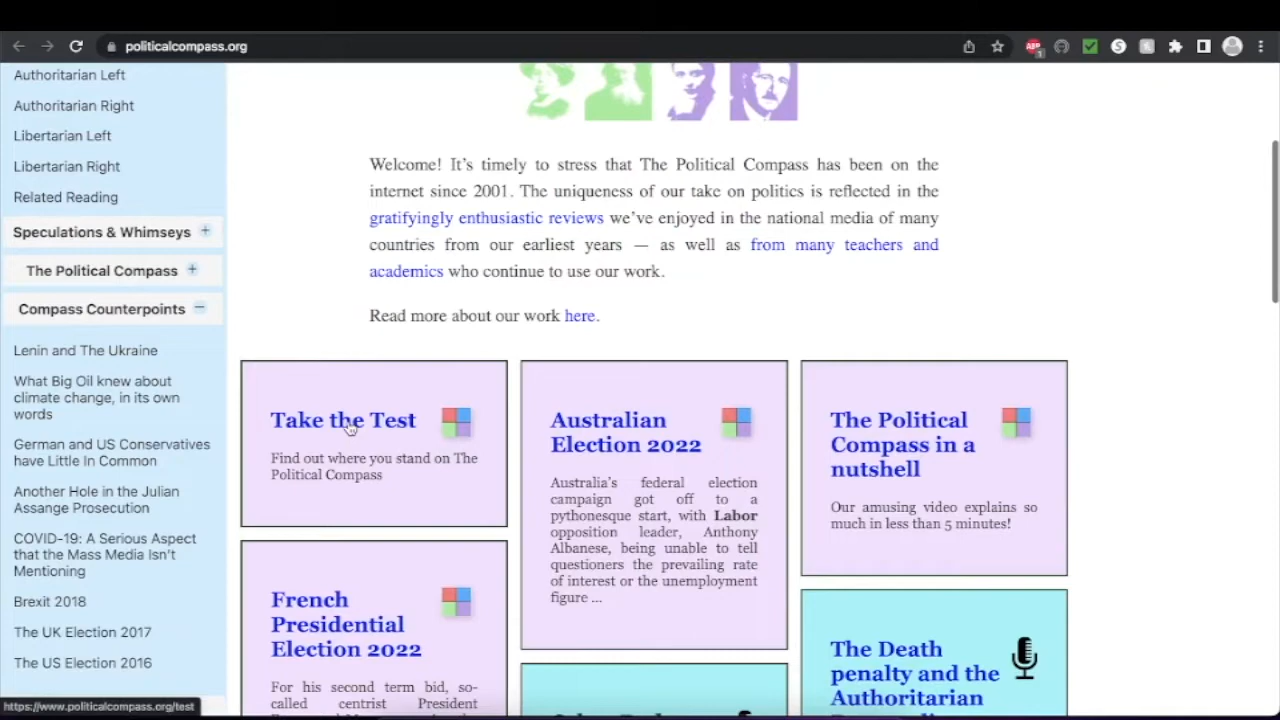 politicalcompass.org
ABP
1
S
Authoritarian Left
Authoritarian Right
Libertarian Left
Libertarian Right
Related Reading
Speculations & Whimseys +
The Political Compass +
Compass Counterpoints −
Lenin and The Ukraine
What Big Oil knew about
climate change, in its own
words
German and US Conservatives
have Little In Common
Another Hole in the Julian
Assange Prosecution
COVID-19: A Serious Aspect
that the Mass Media Isn't
Mentioning
Brexit 2018
The UK Election 2017
The US Election 2016
https://www.politicalcompass.org/test
Welcome! It’s timely to stress that The Political Compass has been on the
internet since 2001. The uniqueness of our take on politics is reflected in the
gratifyingly enthusiastic reviews we’ve enjoyed in the national media of many
countries from our earliest years — as well as from many teachers and
academics who continue to use our work.
Read more about our work here.
Take the Test
Find out where you stand on The
Political Compass
French
Presidential
Election 2022
For his second term bid, so-
called centrist President
Australian
Election 2022
Australia’s federal election
campaign got off to a
pythonesque start, with Labor
opposition leader, Anthony
Albanese, being unable to tell
questioners the prevailing rate
of interest or the unemployment
figure ...
The Political
Compass in a
nutshell
Our amusing video explains so
much in less than 5 minutes!
The Death
penalty and the
Authoritarian